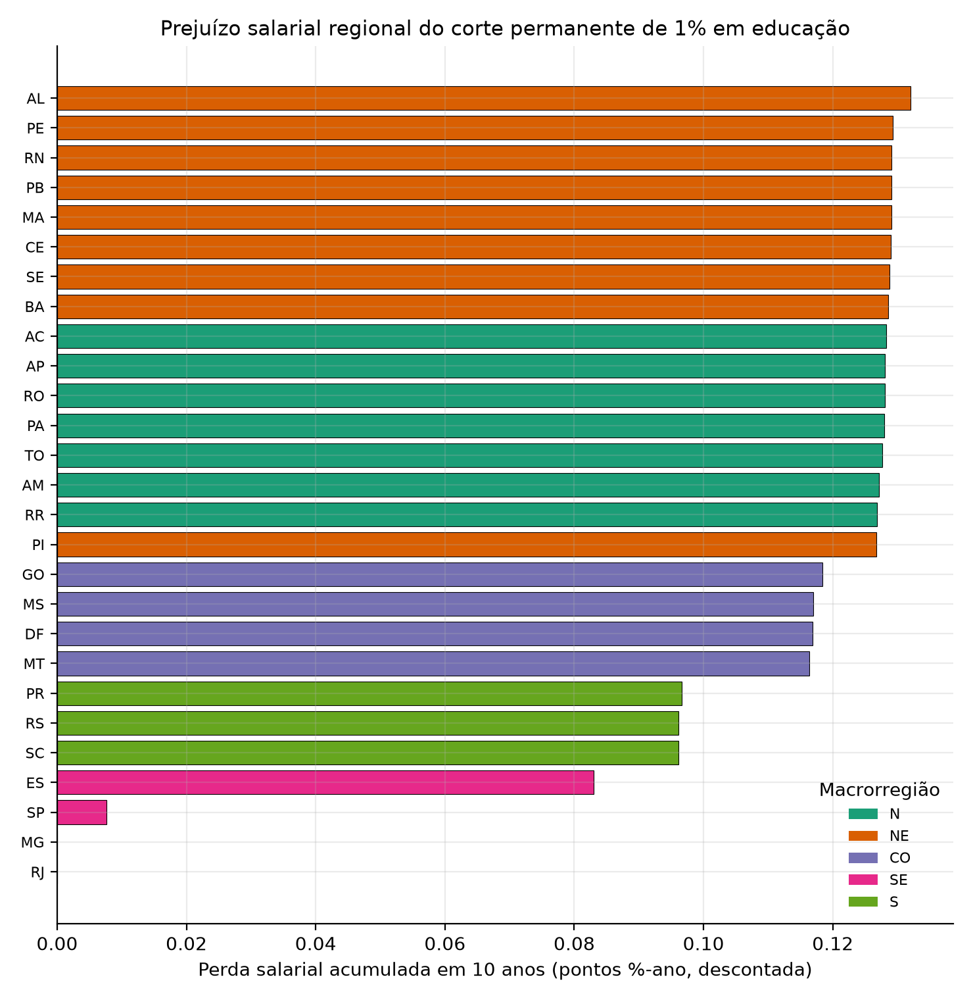 Prejuízo salarial regional do corte permanente de 1% em educação
AL
PE
RN
PB
MA
CE
SE
BA
AC
AP
RO
PA
TO
AM
RR
PI
GO
MS
DF
MT
PR
RS
SC
ES
SP
MG
RJ
Macrorregião
N
NE
CO
SE
S
0.00 0.02 0.04 0.06 0.08 0.10 0.12
Perda salarial acumulada em 10 anos (pontos %-ano, descontada)